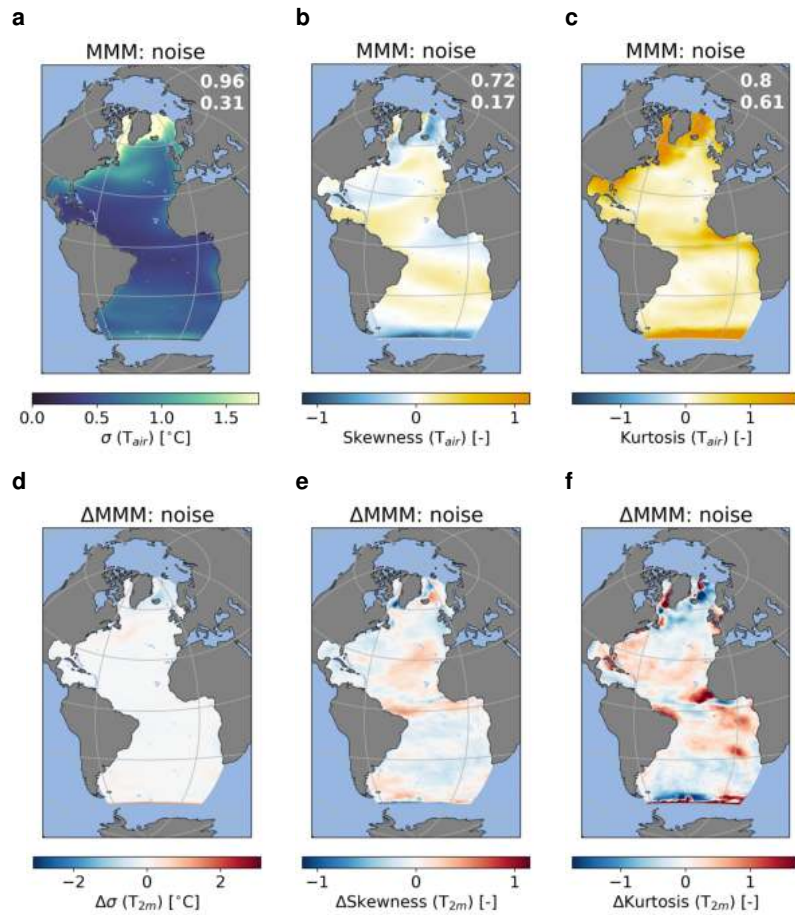 a
b
c
MMM: noise
MMM: noise
MMM: noise
0.96
0.31
0.72
0.17
0.8
0.61
0.0 0.5 1.0 1.5
σ (T_air) [°C]
−1 0 1
Skewness (T_air) [-]
−1 0 1
Kurtosis (T_air) [-]
d
e
f
ΔMMM: noise
ΔMMM: noise
ΔMMM: noise
−2 0 2
Δσ (T_2m) [°C]
−1 0 1
ΔSkewness (T_2m) [-]
−1 0 1
ΔKurtosis (T_2m) [-]